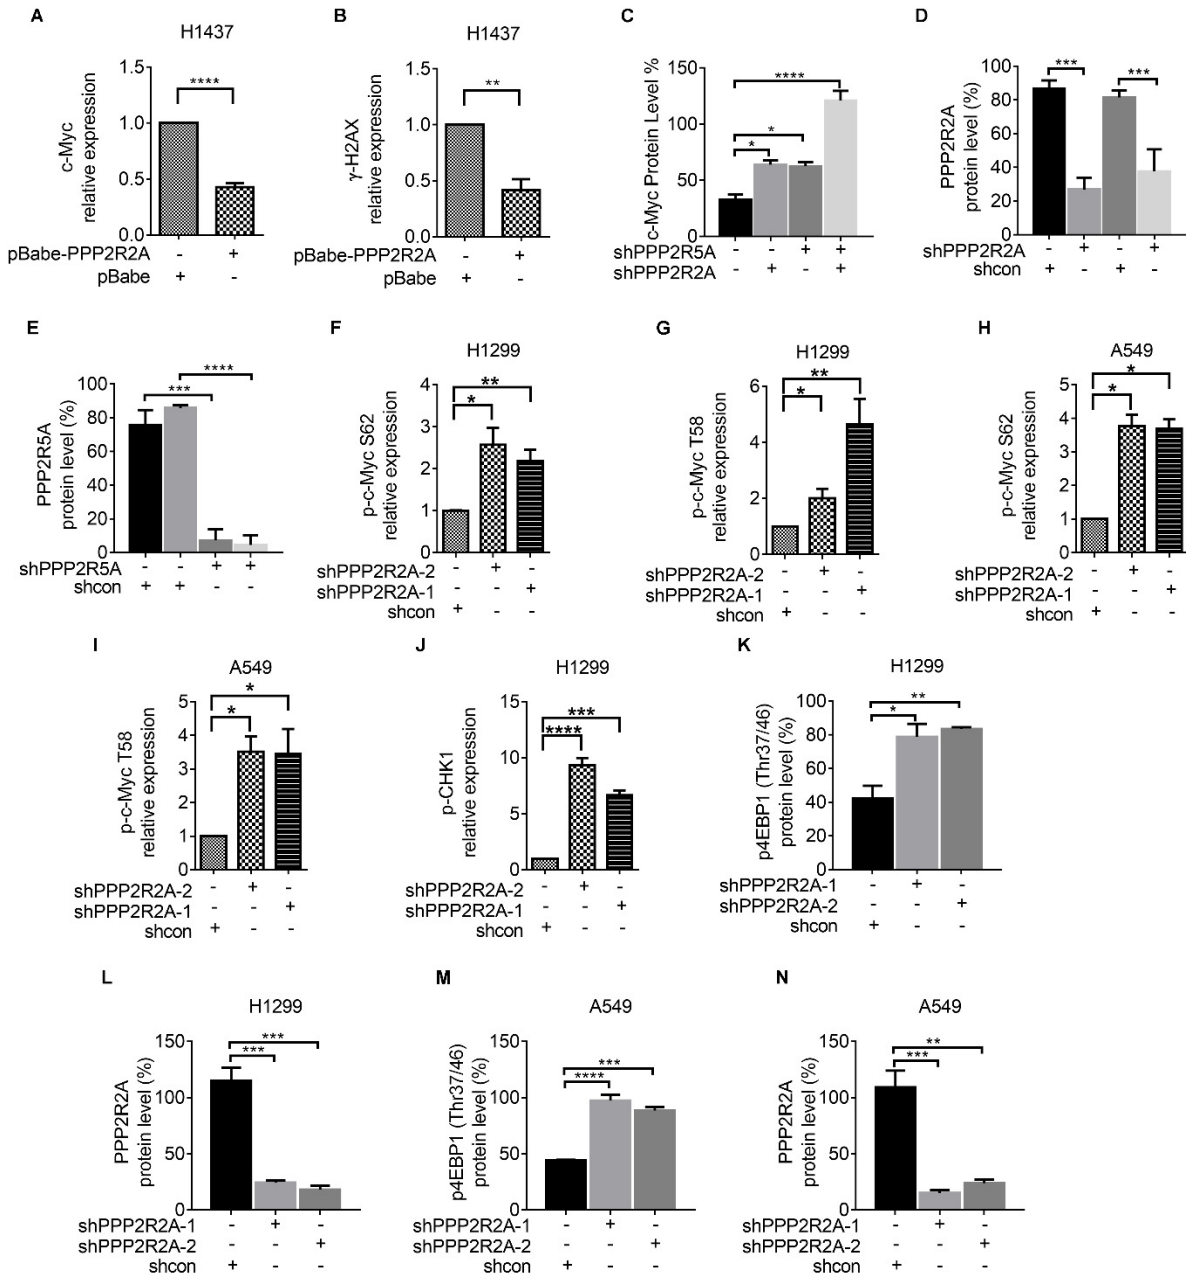 A
H1437
c-Myc
relative expression
1.5
1.0
0.5
0.0
****
pBabe-PPP2R2A - +
pBabe + -
B
H1437
γ-H2AX
relative expression
1.5
1.0
0.5
0.0
**
pBabe-PPP2R2A - +
pBabe + -
C
c-Myc Protein Level %
150
100
50
0
****
*
*
shPPP2R5A - - + +
shPPP2R2A - + - +
D
PPP2R2A
protein level (%)
100
80
60
40
20
0
***
***
shPPP2R2A - + - +
shcon + - + -
E
PPP2R5A
protein level (%)
100
80
60
40
20
0
****
***
shPPP2R5A - - + +
shcon + + - -
F
H1299
p-c-Myc S62
relative expression
4
3
2
1
0
**
*
shPPP2R2A-2 - + -
shPPP2R2A-1 - - +
shcon + - -
G
H1299
p-c-Myc T58
relative expression
6
4
2
0
**
*
shPPP2R2A-2 - + -
shPPP2R2A-1 - - +
shcon + - -
H
A549
p-c-Myc S62
relative expression
5
4
3
2
1
0
*
*
shPPP2R2A-2 - + -
shPPP2R2A-1 - - +
shcon + - -
I
A549
p-c-Myc T58
relative expression
5
4
3
2
1
0
*
*
shPPP2R2A-2 - + -
shPPP2R2A-1 - - +
shcon + - -
J
H1299
p-CHK1
relative expression
15
10
5
0
***
****
shPPP2R2A-2 - + -
shPPP2R2A-1 - - +
shcon + - -
K
H1299
p4EBP1 (Thr37/46)
protein level (%)
100
80
60
40
20
0
**
*
shPPP2R2A-1 - + -
shPPP2R2A-2 - - +
shcon + - -
L
H1299
PPP2R2A
protein level (%)
150
100
50
0
***
***
shPPP2R2A-1 - + -
shPPP2R2A-2 - - +
shcon + - -
M
A549
p4EBP1 (Thr37/46)
protein level (%)
150
100
50
0
***
****
shPPP2R2A-1 - + -
shPPP2R2A-2 - - +
shcon + - -
N
A549
PPP2R2A
protein level (%)
150
100
50
0
**
***
shPPP2R2A-1 - + -
shPPP2R2A-2 - - +
shcon + - -